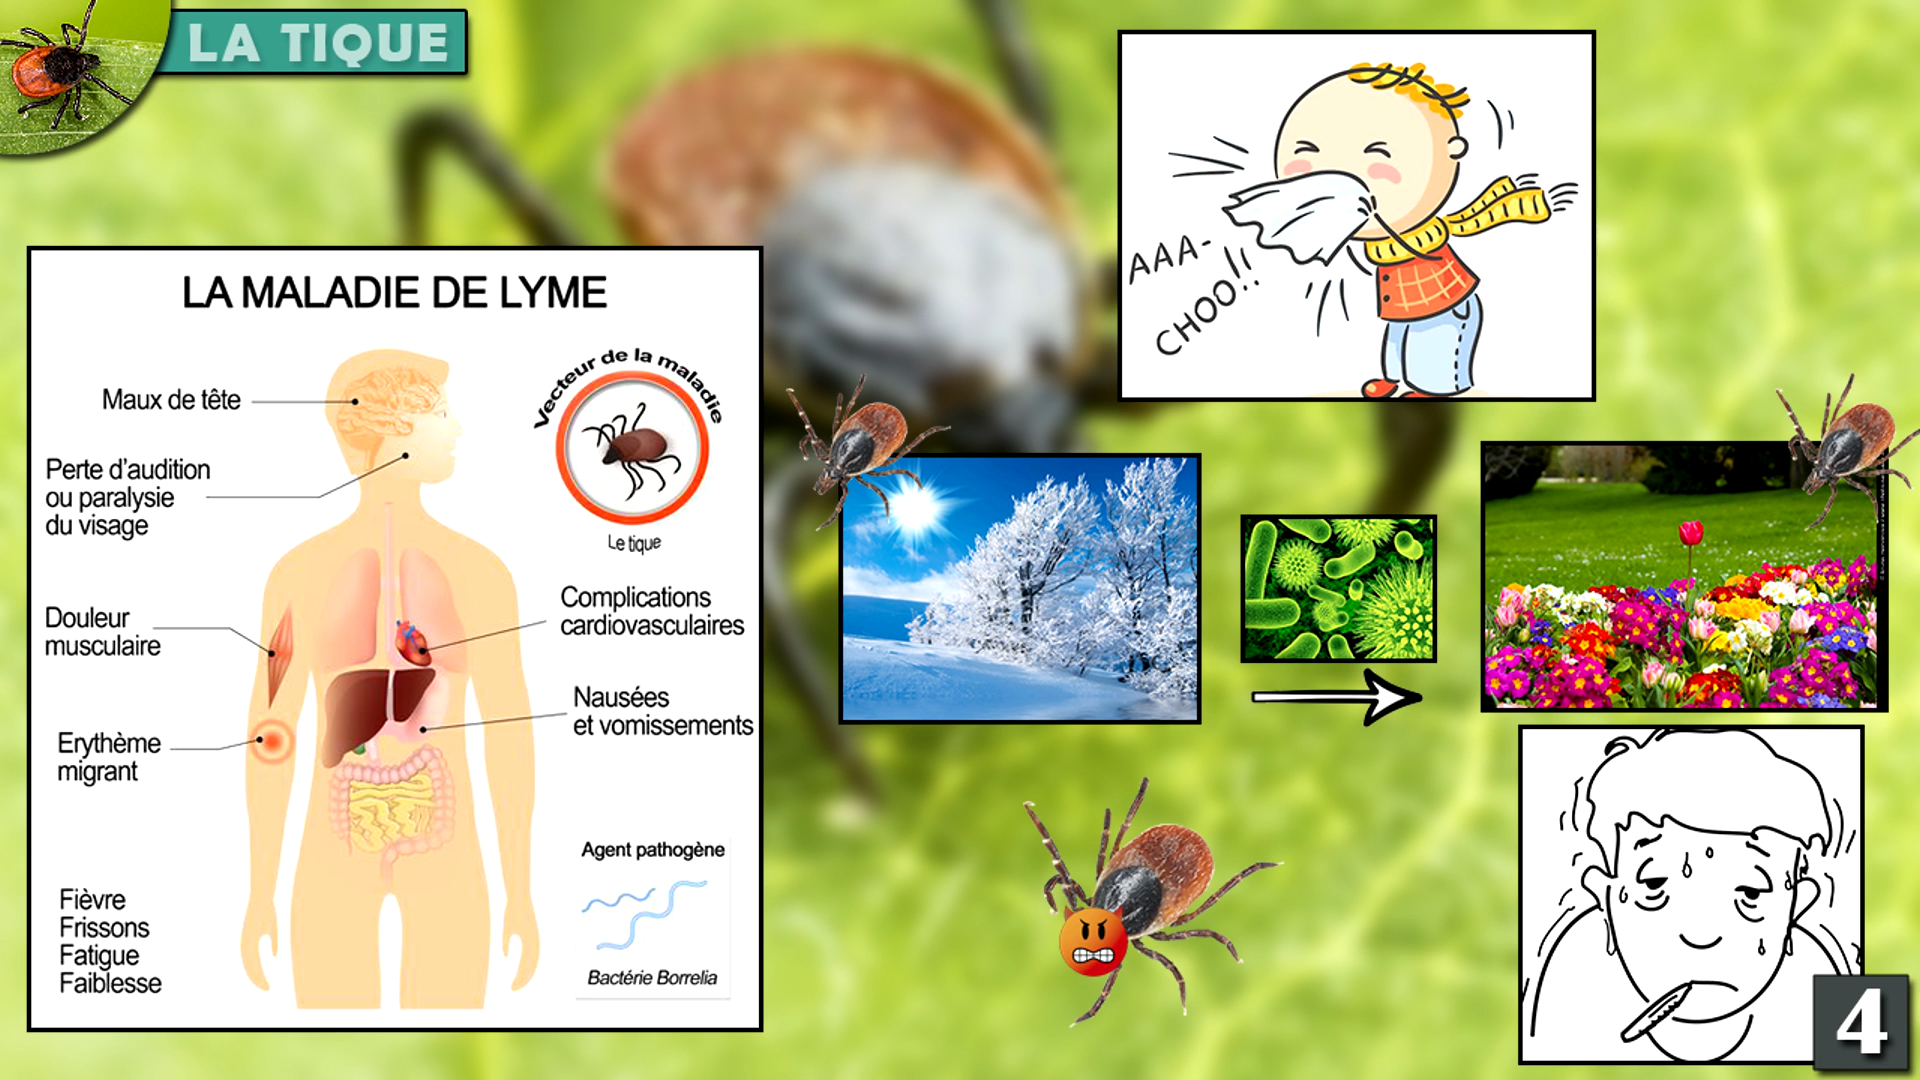 LA TIQUE
LA MALADIE DE LYME
Maux de tête
Perte d’audition
ou paralysie
du visage
Douleur
musculaire
Erythème
migrant
Fièvre
Frissons
Fatigue
Faiblesse
Vecteur de la maladie
Le tique
Complications
cardiovasculaires
Nausées
et vomissements
Agent pathogène
Bactérie Borrelia
AAA-
CHOO!!
4